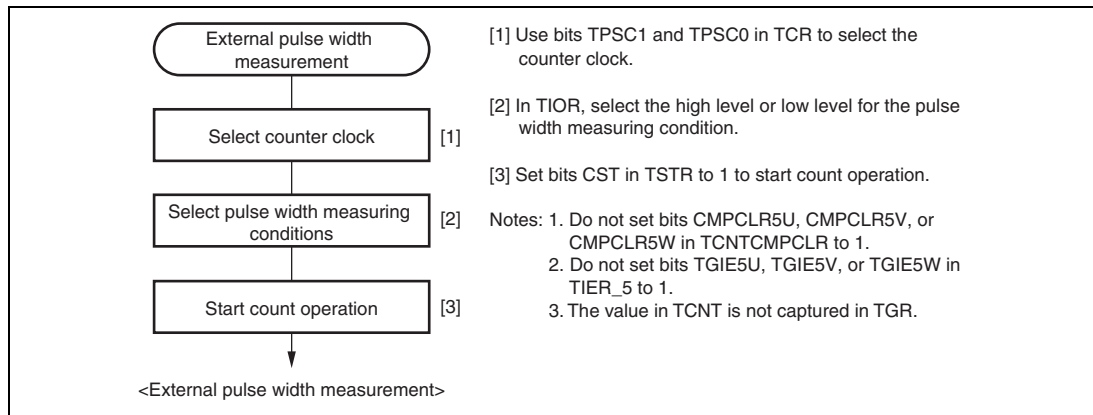 External pulse width
measurement
Select counter clock
[1]
Select pulse width measuring
conditions
[2]
Start count operation
[3]
<External pulse width measurement>
[1] Use bits TPSC1 and TPSC0 in TCR to select the
counter clock.
[2] In TIOR, select the high level or low level for the pulse
width measuring condition.
[3] Set bits CST in TSTR to 1 to start count operation.
Notes: 1. Do not set bits CMPCLR5U, CMPCLR5V, or
CMPCLR5W in TCNTCMPCLR to 1.
2. Do not set bits TGIE5U, TGIE5V, or TGIE5W in
TIER_5 to 1.
3. The value in TCNT is not captured in TGR.